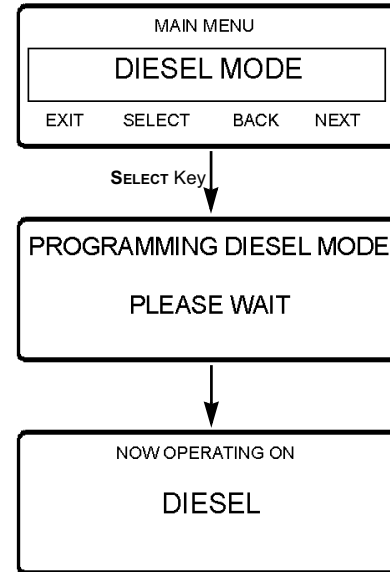 MAIN MENU
DIESEL MODE
EXIT SELECT BACK NEXT
SELECT Key
PROGRAMMING DIESEL MODE
PLEASE WAIT
NOW OPERATING ON
DIESEL